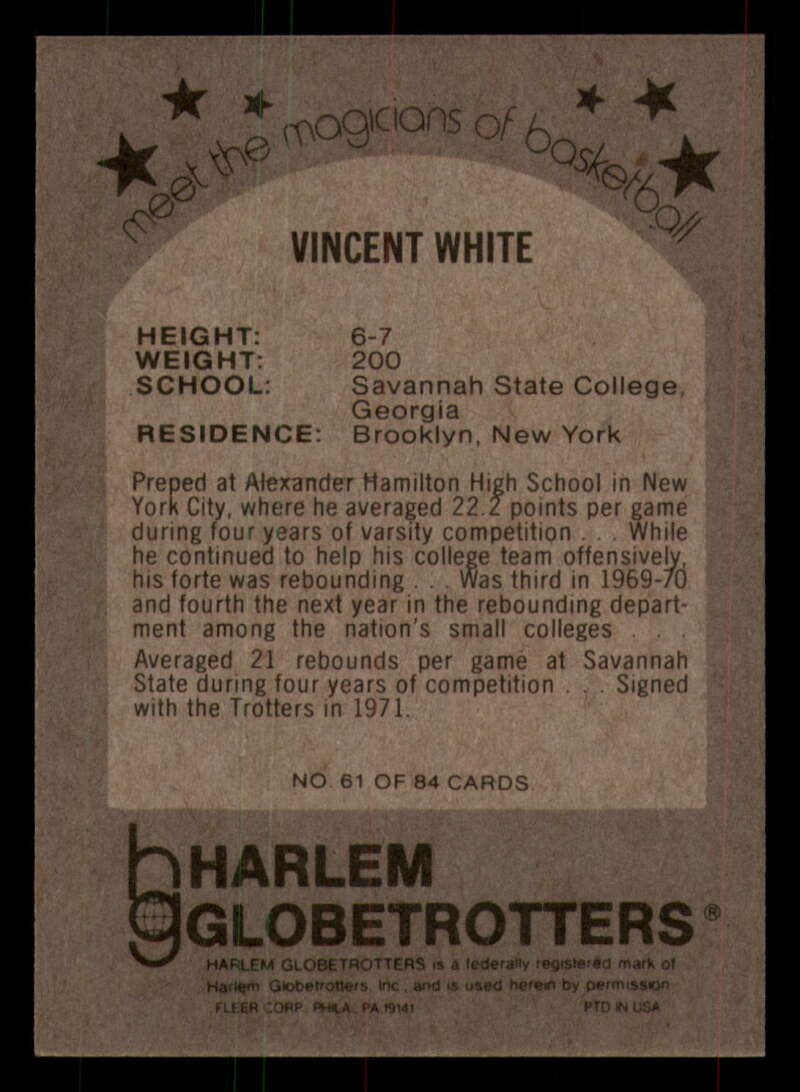 meet the magicians of basketball
VINCENT WHITE
HEIGHT: 6-7
WEIGHT: 200
SCHOOL: Savannah State College,
Georgia
RESIDENCE: Brooklyn, New York
Preped at Alexander Hamilton High School in New
York City, where he averaged 22.2 points per game
during four years of varsity competition . . . While
he continued to help his college team offensively,
his forte was rebounding . . . Was third in 1969-70
and fourth the next year in the rebounding depart-
ment among the nation's small colleges . . .
Averaged 21 rebounds per game at Savannah
State during four years of competition . . . Signed
with the Trotters in 1971.
NO. 61 OF 84 CARDS
hg HARLEM
GLOBETROTTERS ®
HARLEM GLOBETROTTERS is a federally registered mark of
Harlem Globetrotters, Inc., and is used herein by permission
FLEER CORP. PHILA., PA 19141 PTD IN USA